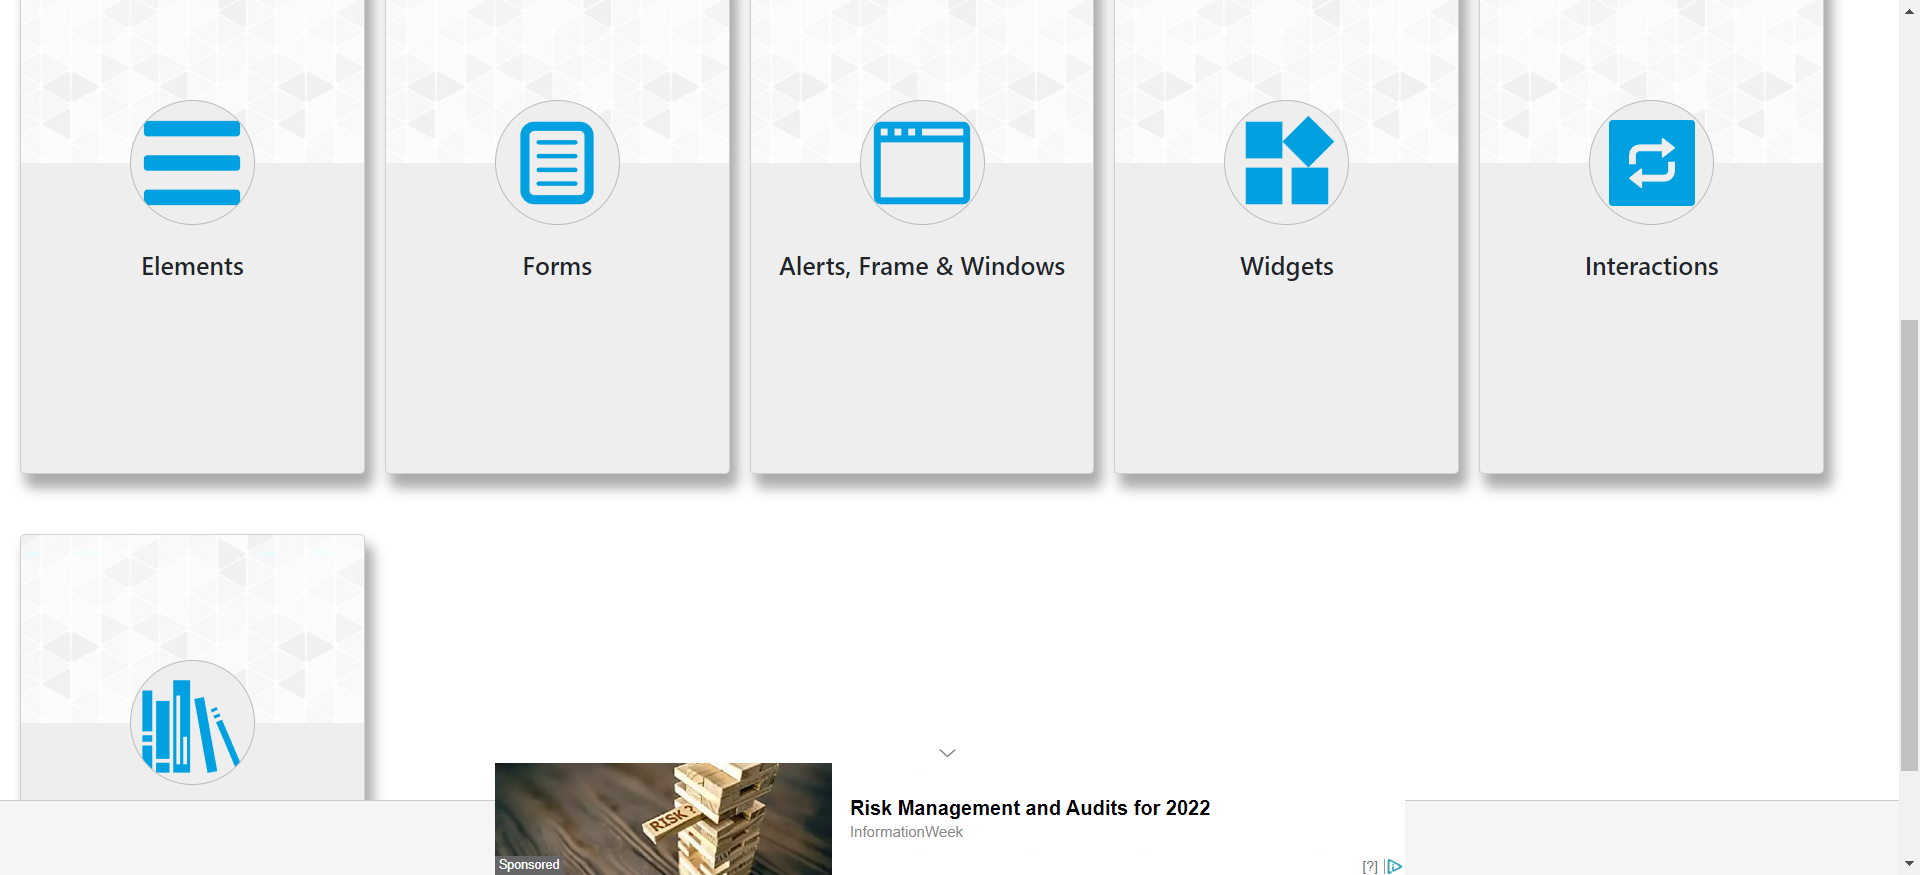 Elements
Forms
Alerts, Frame & Windows
Widgets
Interactions
RISK?
Risk Management and Audits for 2022
InformationWeek
Sponsored
[?]